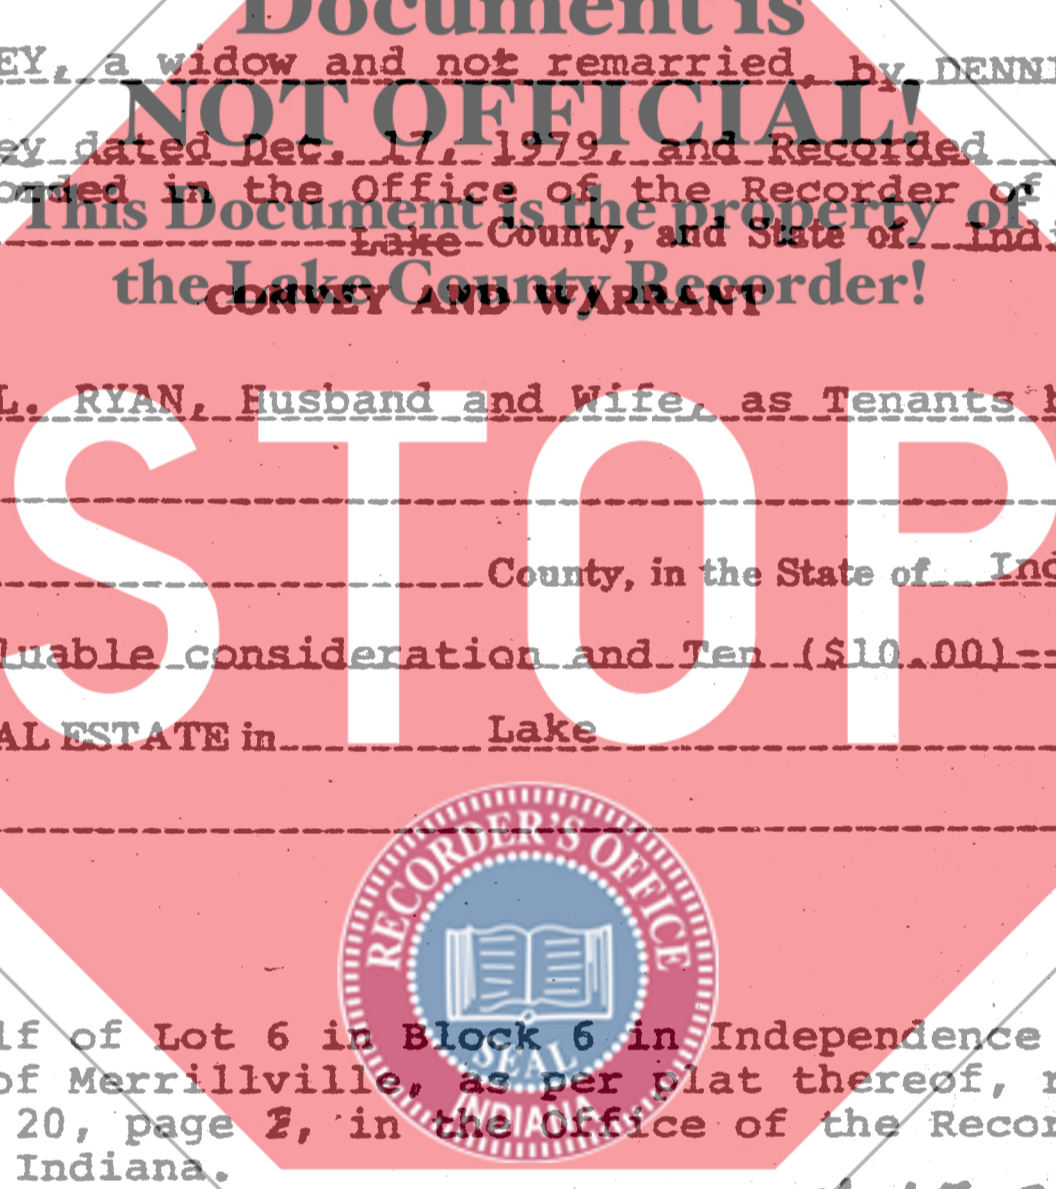 Document is
EY, a widow and not remarried, by DENNI
NOT OFFICIAL!
ey dated Dec. 17, 1979, and Recorded
orded in the Office of the Recorder of
This Document is the property of
Lake County, and State of Indi
the Lake County Recorder!
CONVEY AND WARRANT
L. RYAN, Husband and Wife, as Tenants
STOP
County, in the State of Ind
luable consideration and Ten ($10.00)
AL ESTATE in Lake
RECORDER'S OFFICE
SEAL
INDIANA
lf of Lot 6 in Block 6 in Independence
of Merrillville, as per plat thereof, r
20, page 2, in the Office of the Recor
Indiana.